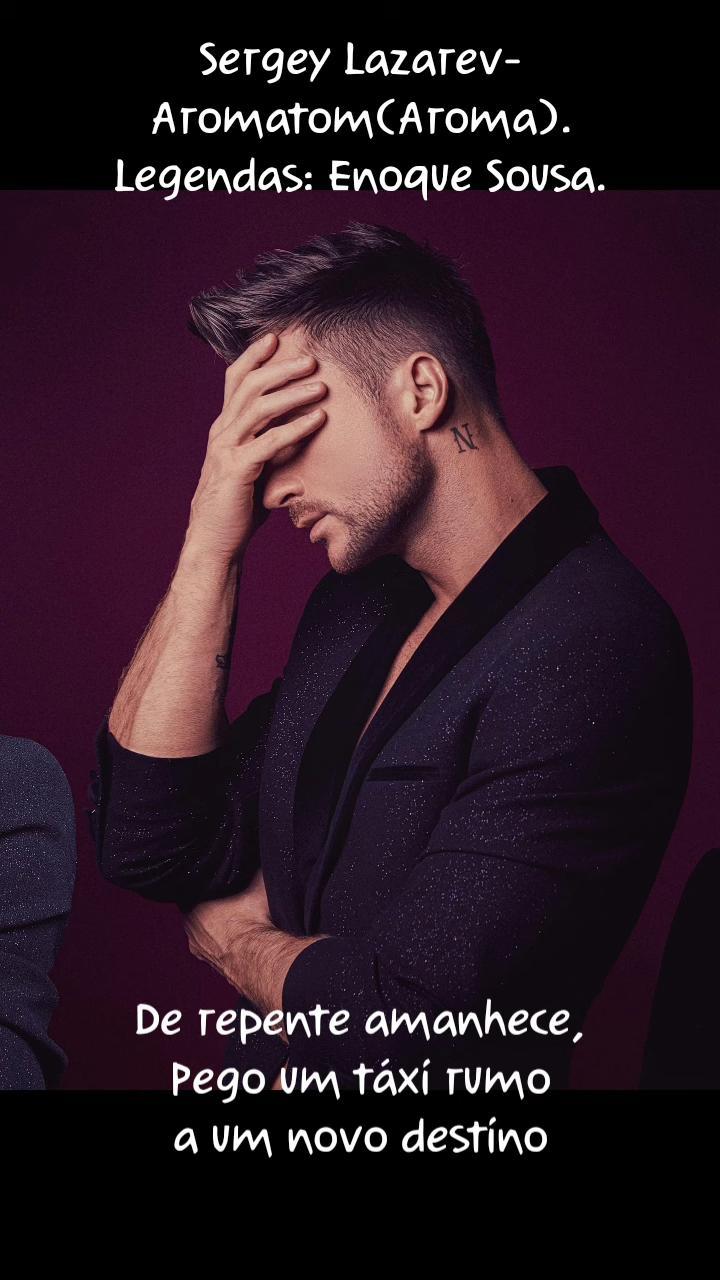 Sergey Lazarev-
Aromatom(Aroma).
Legendas: Enoque Sousa.
De repente amanhece,
Pego um táxi rumo
a um novo destino